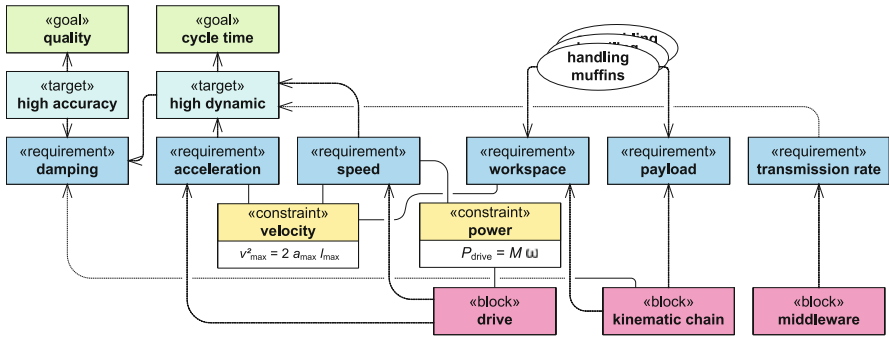 «goal»
quality
«goal»
cycle time
handling
muffins
«target»
high accuracy
«target»
high dynamic
«requirement»
damping
«requirement»
acceleration
«requirement»
speed
«requirement»
workspace
«requirement»
payload
«requirement»
transmission rate
«constraint»
velocity
v²max = 2 amax lmax
«constraint»
power
Pdrive = M ω
«block»
drive
«block»
kinematic chain
«block»
middleware